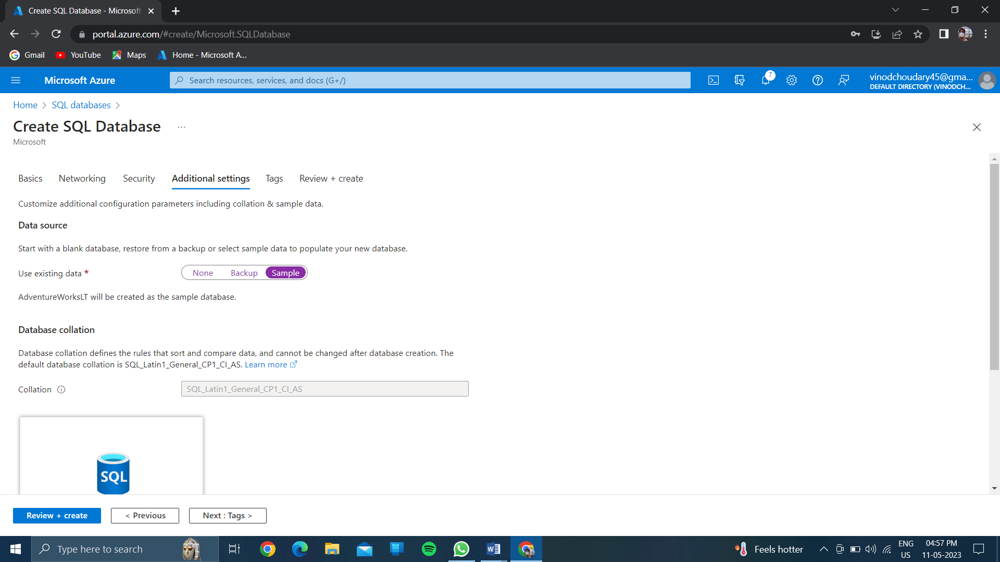 Create SQL Database - Microsoft
portal.azure.com/#create/Microsoft.SQLDatabase
Gmail
YouTube
Maps
Home - Microsoft A...
Microsoft Azure
Search resources, services, and docs (G+/)
7
vinodchoudary45@gma...
DEFAULT DIRECTORY (VINODCH...
Home > SQL databases >
Create SQL Database ...
Microsoft
Basics Networking Security Additional settings Tags Review + create
Customize additional configuration parameters including collation & sample data.
Data source
Start with a blank database, restore from a backup or select sample data to populate your new database.
Use existing data * None Backup Sample
AdventureWorksLT will be created as the sample database.
Database collation
Database collation defines the rules that sort and compare data, and cannot be changed after database creation. The
default database collation is SQL_Latin1_General_CP1_CI_AS. Learn more
Collation SQL_Latin1_General_CP1_CI_AS
SQL
Review + create < Previous Next : Tags >
Type here to search
Feels hotter
ENG
US
04:57 PM
11-05-2023